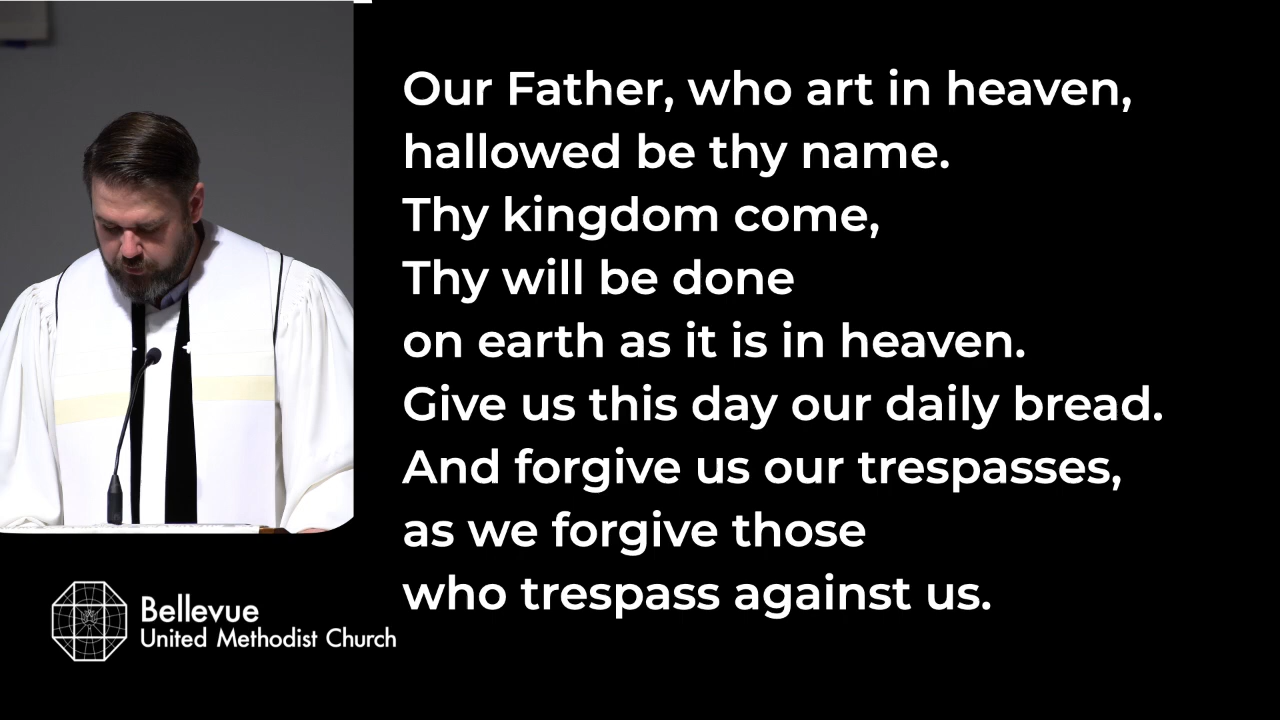 Our Father, who art in heaven,
hallowed be thy name.
Thy kingdom come,
Thy will be done
on earth as it is in heaven.
Give us this day our daily bread.
And forgive us our trespasses,
as we forgive those
who trespass against us.
Bellevue
United Methodist Church